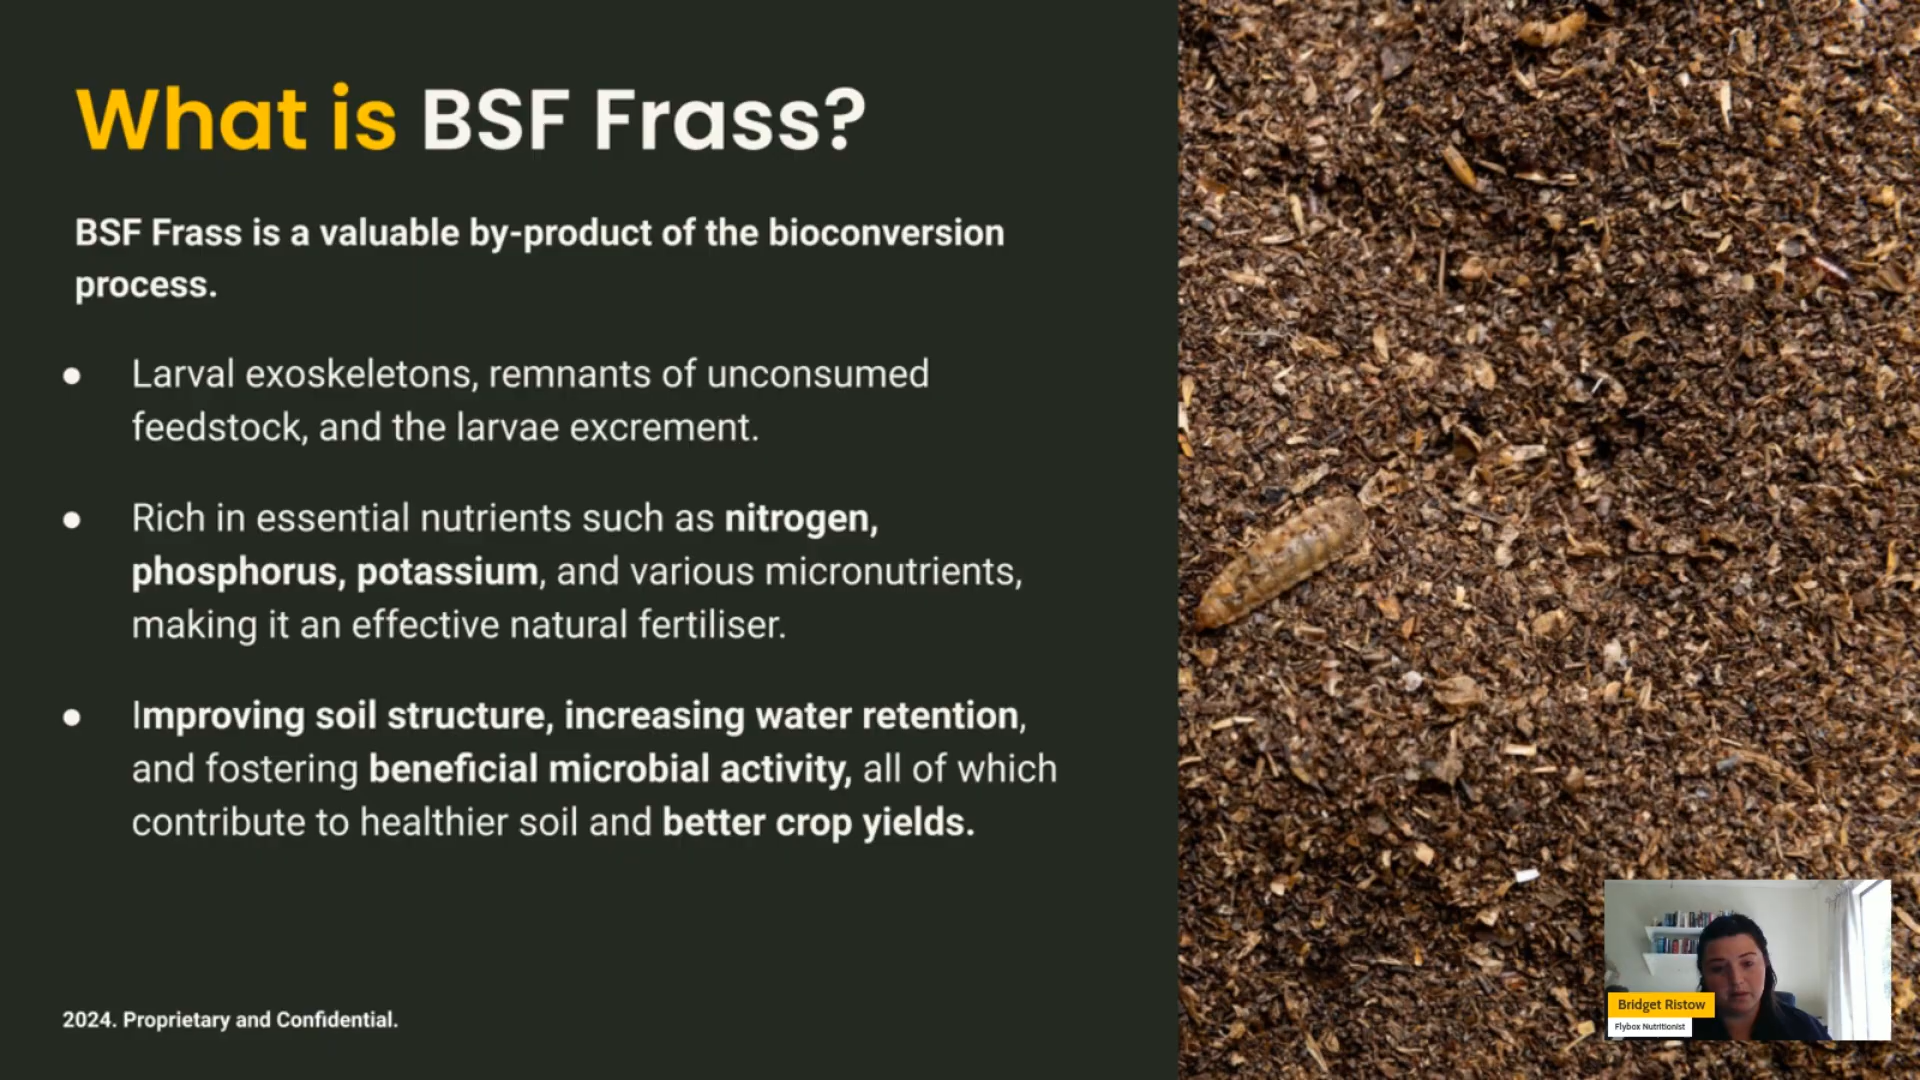 What is BSF Frass?
BSF Frass is a valuable by-product of the bioconversion
process.
● Larval exoskeletons, remnants of unconsumed
feedstock, and the larvae excrement.
● Rich in essential nutrients such as nitrogen,
phosphorus, potassium, and various micronutrients,
making it an effective natural fertiliser.
● Improving soil structure, increasing water retention,
and fostering beneficial microbial activity, all of which
contribute to healthier soil and better crop yields.
2024. Proprietary and Confidential.
Bridget Ristow
Flybox Nutritionist